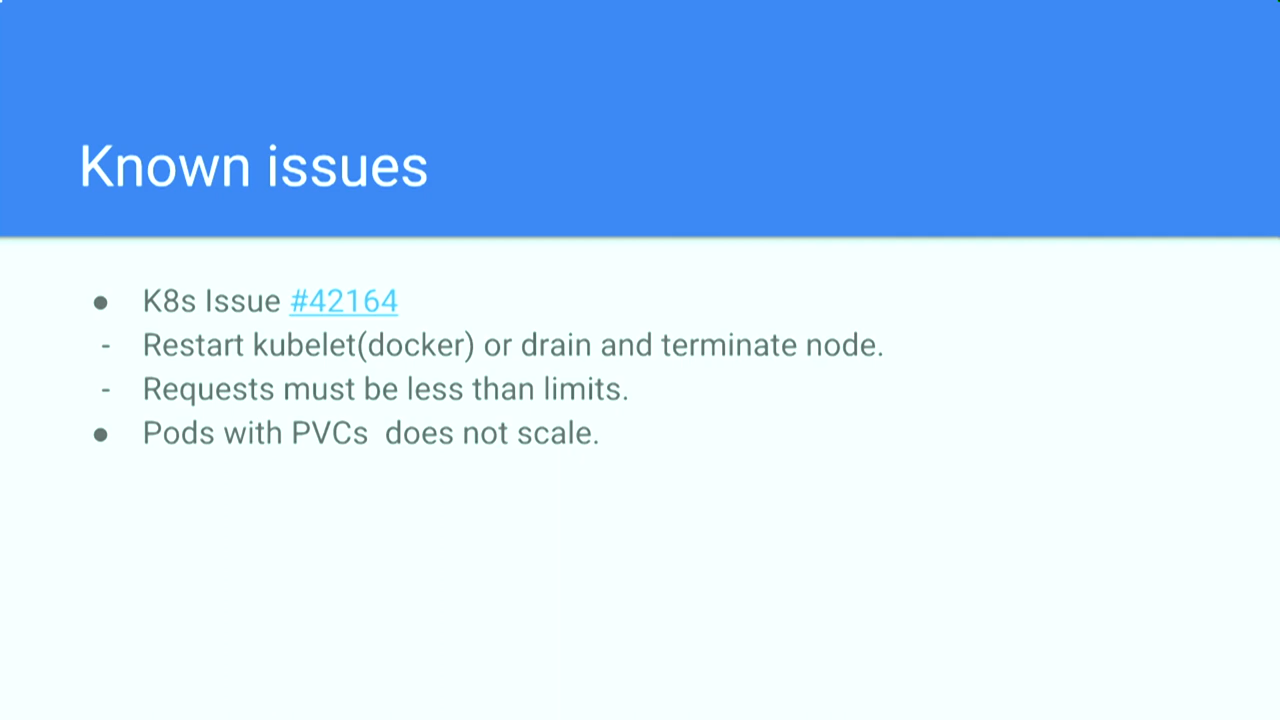 Known issues
● K8s Issue #42164
- Restart kubelet(docker) or drain and terminate node.
- Requests must be less than limits.
● Pods with PVCs  does not scale.